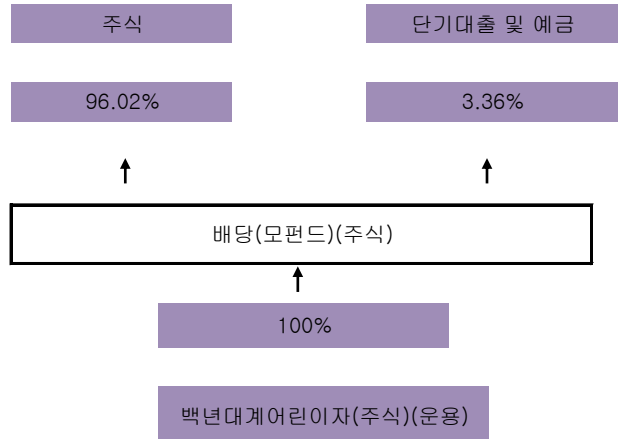 주식
단기대출 및 예금
96.02%
3.36%
배당(모펀드)(주식)
100%
백년대계어린이자(주식)(운용)